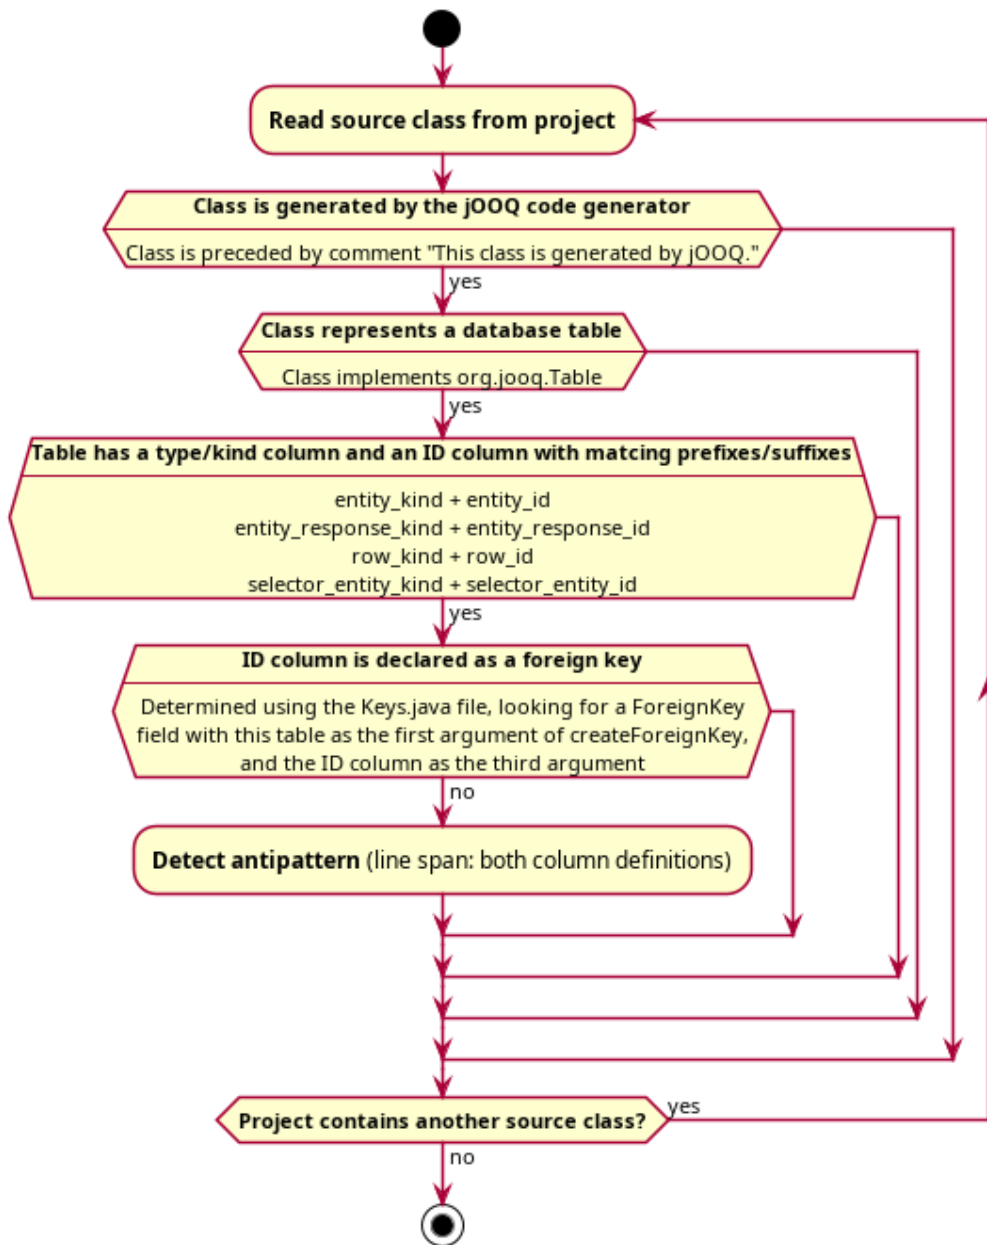 Read source class from project
Class is generated by the jOOQ code generator
Class is preceded by comment "This class is generated by jOOQ."
yes
Class represents a database table
Class implements org.jooq.Table
yes
Table has a type/kind column and an ID column with matcing prefixes/suffixes
entity_kind + entity_id
entity_response_kind + entity_response_id
row_kind + row_id
selector_entity_kind + selector_entity_id
yes
ID column is declared as a foreign key
Determined using the Keys.java file, looking for a ForeignKey
field with this table as the first argument of createForeignKey,
and the ID column as the third argument
no
Detect antipattern (line span: both column definitions)
Project contains another source class?
yes
no